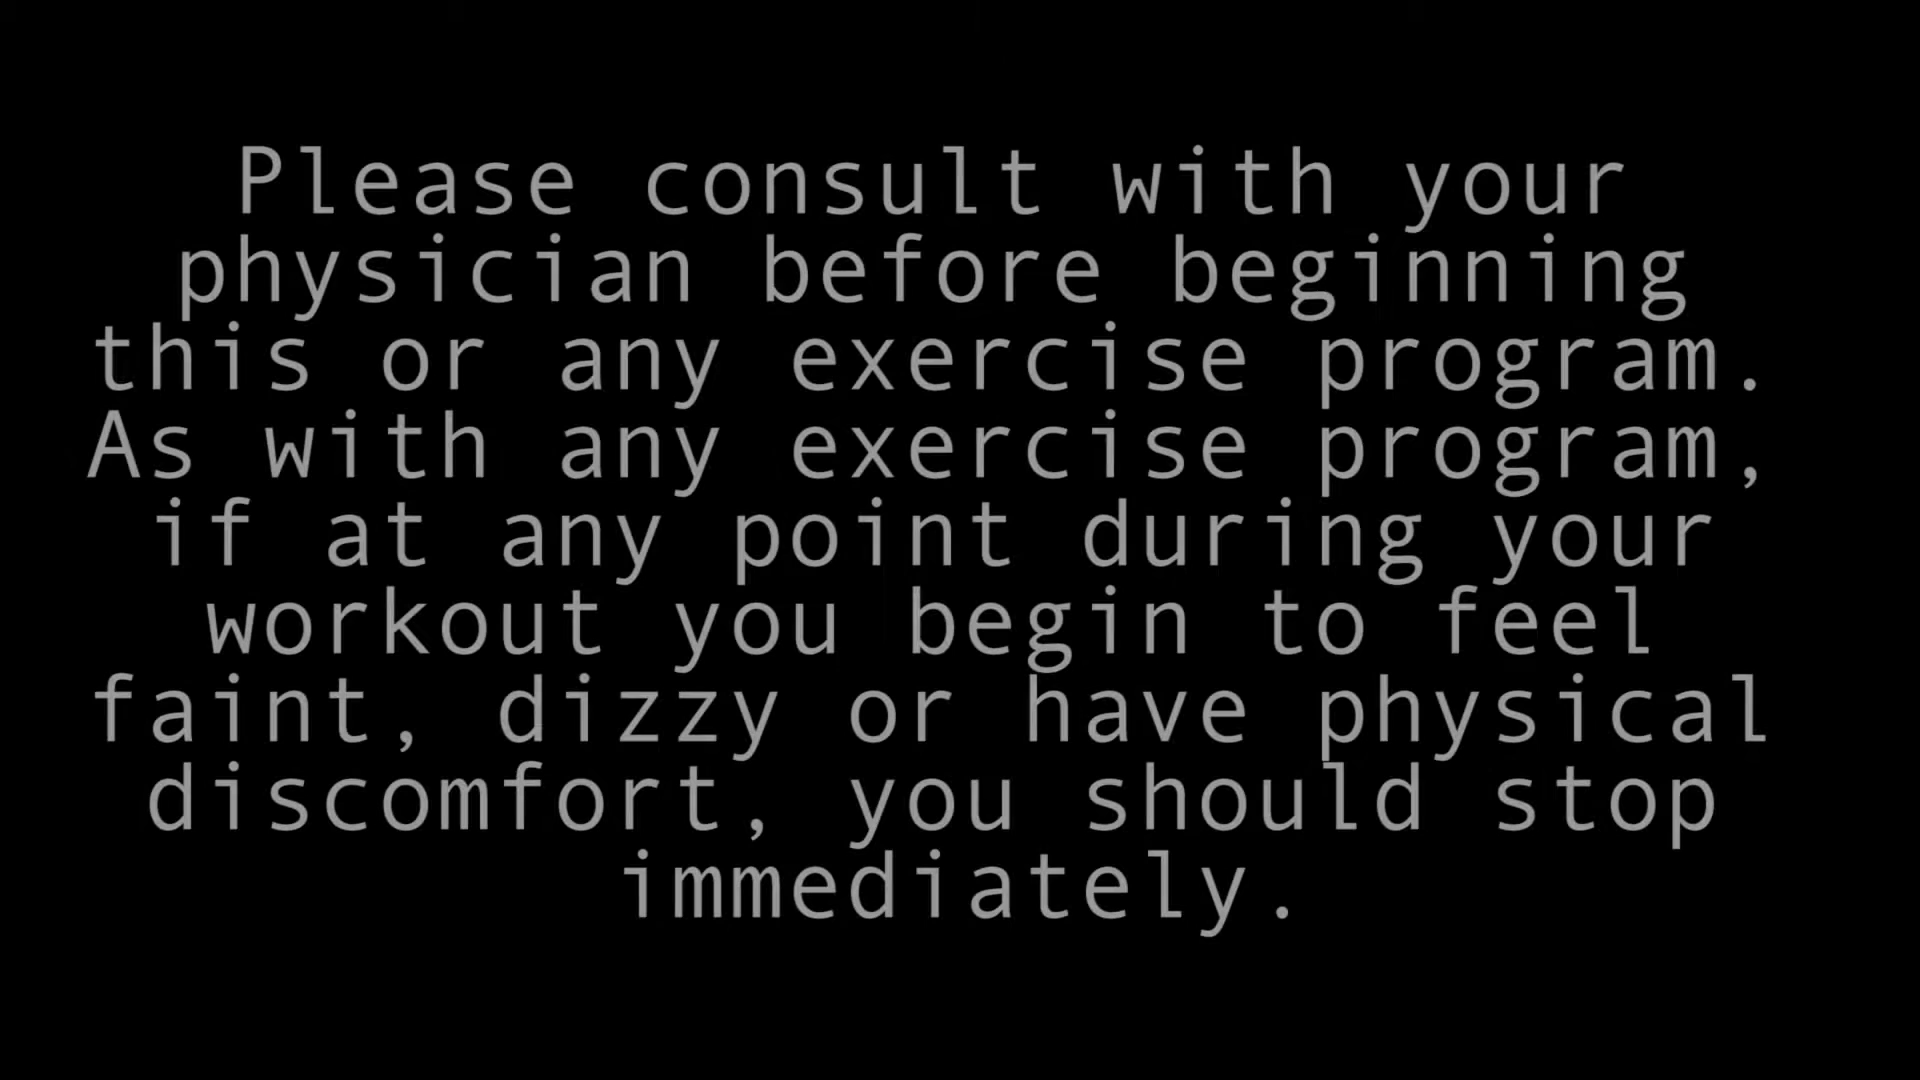 Please consult with your
physician before beginning
this or any exercise program.
As with any exercise program,
if at any point during your
workout you begin to feel
faint, dizzy or have physical
discomfort, you should stop
immediately.